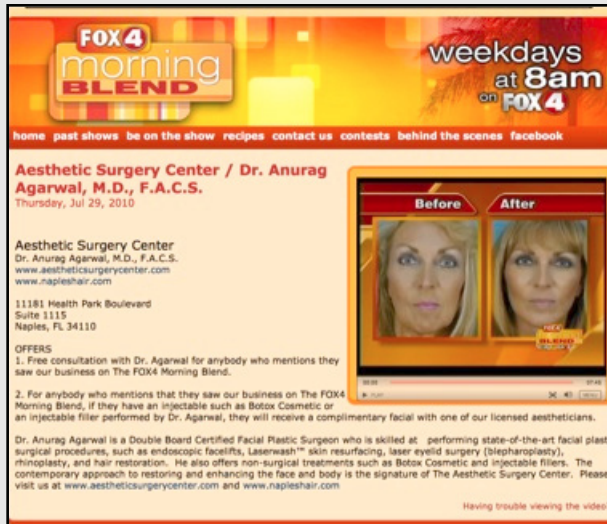 FOX 4
morning
BLEND
weekdays
at 8am
on FOX 4
home past shows be on the show recipes contact us contests behind the scenes facebook
Aesthetic Surgery Center / Dr. Anurag
Agarwal, M.D., F.A.C.S.
Thursday, Jul 29, 2010
Before After
Aesthetic Surgery Center
Dr. Anurag Agarwal, M.D., F.A.C.S.
www.aestheticsurgerycenter.com
www.napleshair.com
11181 Health Park Boulevard
Suite 1115
Naples, FL 34110
OFFERS
1. Free consultation with Dr. Agarwal for anybody who mentions they
saw our business on The FOX4 Morning Blend.
00:00 07:45
PLAY MENU
2. For anybody who mentions that they saw our business on The FOX4
Morning Blend, if they have an injectable such as Botox Cosmetic or
an injectable filler performed by Dr. Agarwal, they will receive a complimentary facial with one of our licensed aestheticians.
Dr. Anurag Agarwal is a Double Board Certified Facial Plastic Surgeon who is skilled at performing state-of-the-art facial plast
surgical procedures, such as endoscopic facelifts, Laserwash™ skin resurfacing, laser eyelid surgery (blepharoplasty),
rhinoplasty, and hair restoration. He also offers non-surgical treatments such as Botox Cosmetic and injectable fillers. The
contemporary approach to restoring and enhancing the face and body is the signature of The Aesthetic Surgery Center. Please
visit us at www.aestheticsurgerycenter.com and www.napleshair.com
Having trouble viewing the video